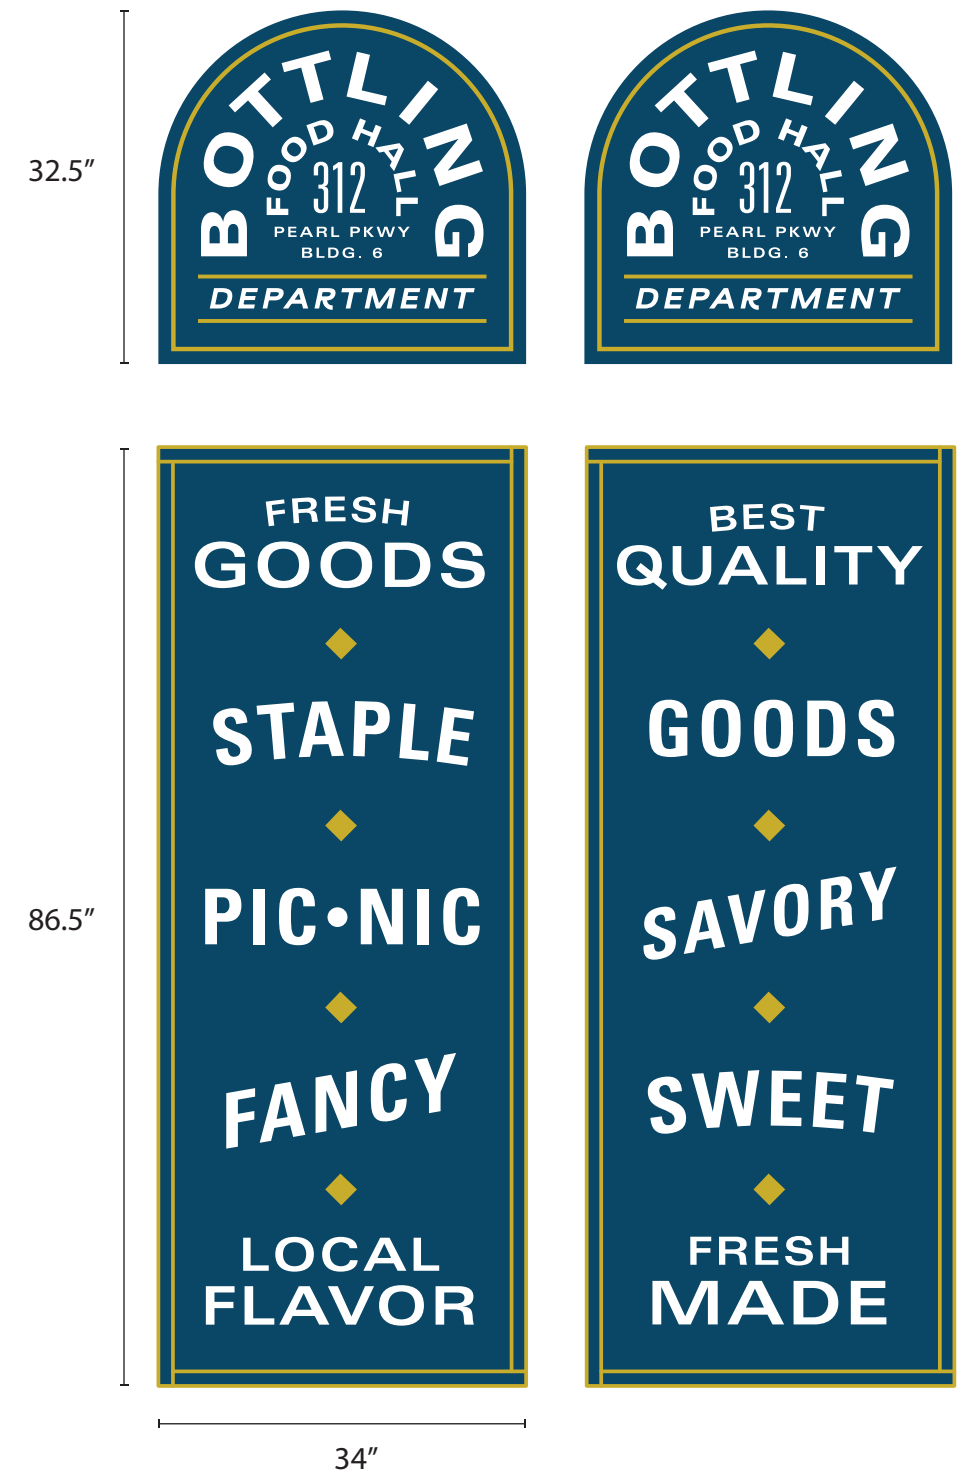 32.5”
BOTTLING
FOOD HALL
312
PEARL PKWY
BLDG. 6
DEPARTMENT
BOTTLING
FOOD HALL
312
PEARL PKWY
BLDG. 6
DEPARTMENT
86.5”
FRESH
GOODS
STAPLE
PIC•NIC
FANCY
LOCAL
FLAVOR
BEST
QUALITY
GOODS
SAVORY
SWEET
FRESH
MADE
34”